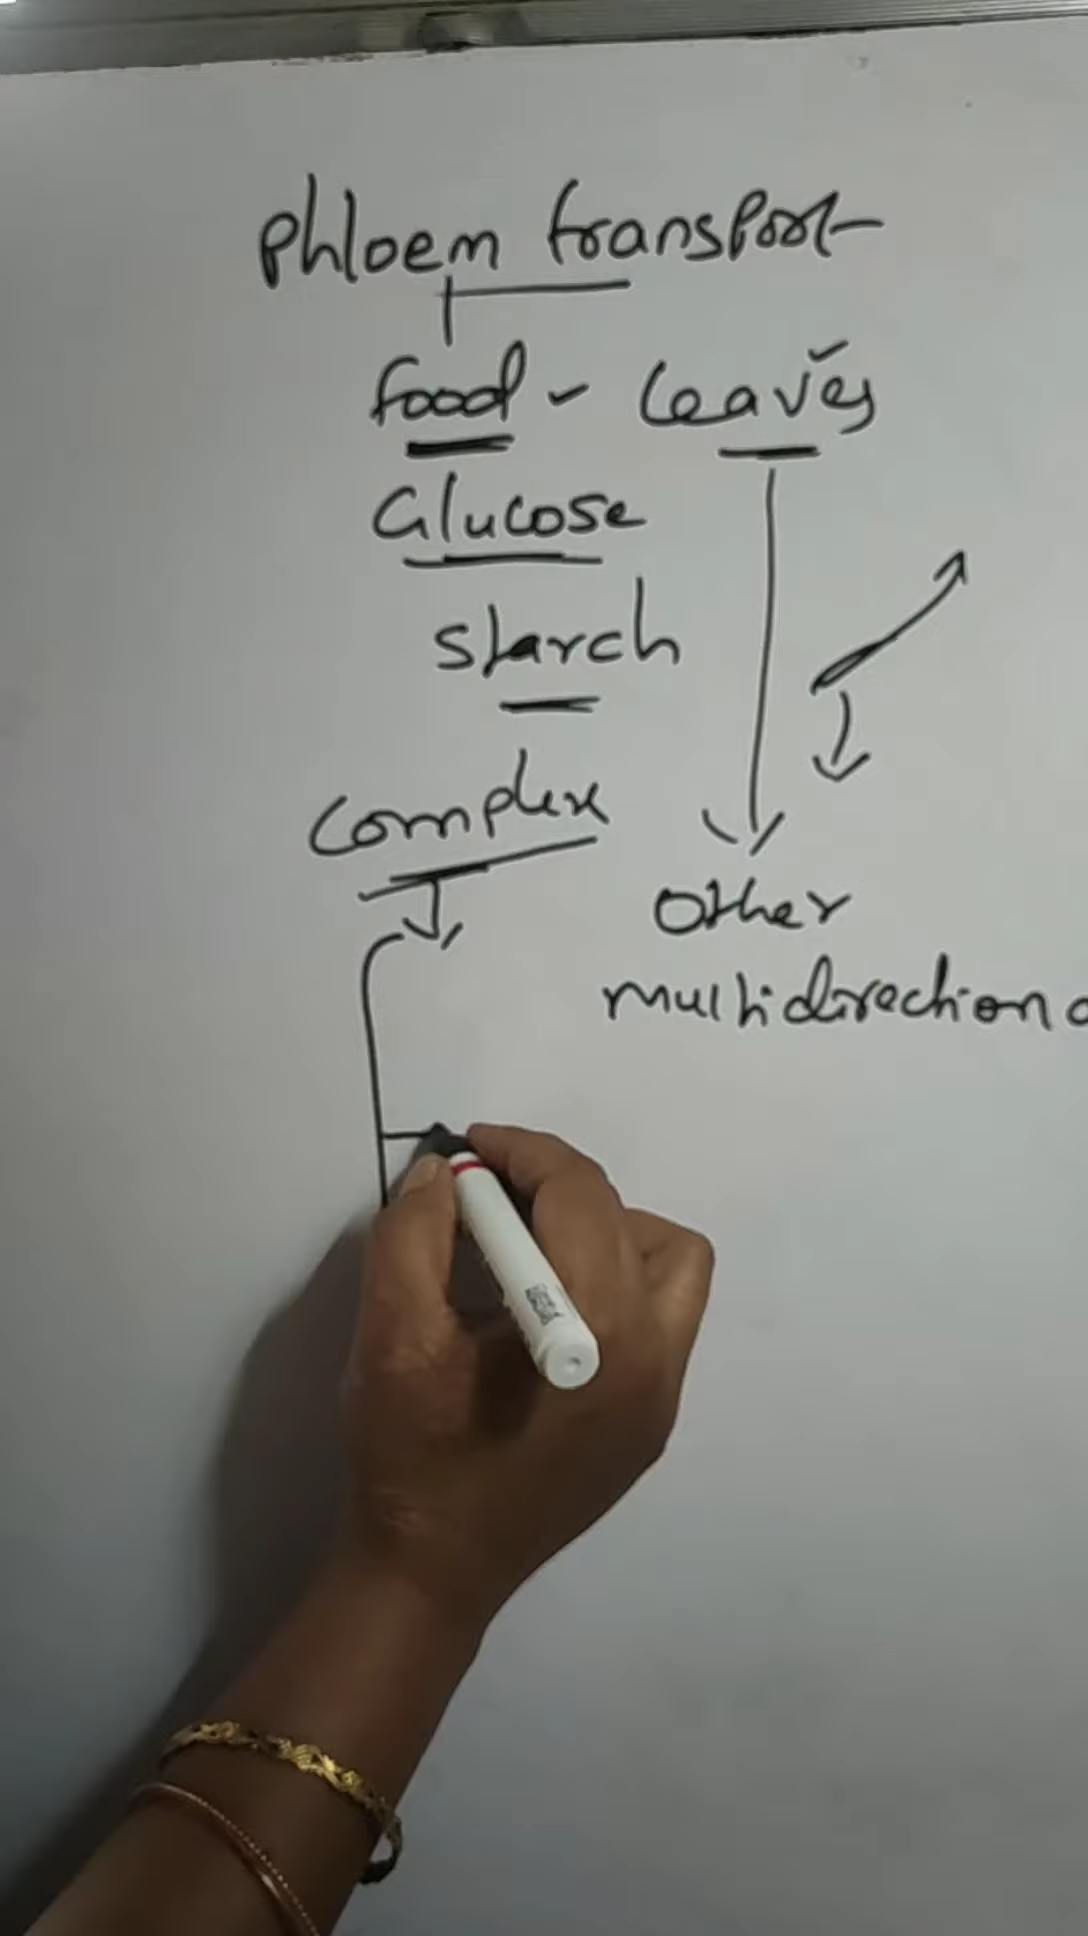 Phloem transport
food - Leaves
Glucose
starch
complex
Other
multidirection